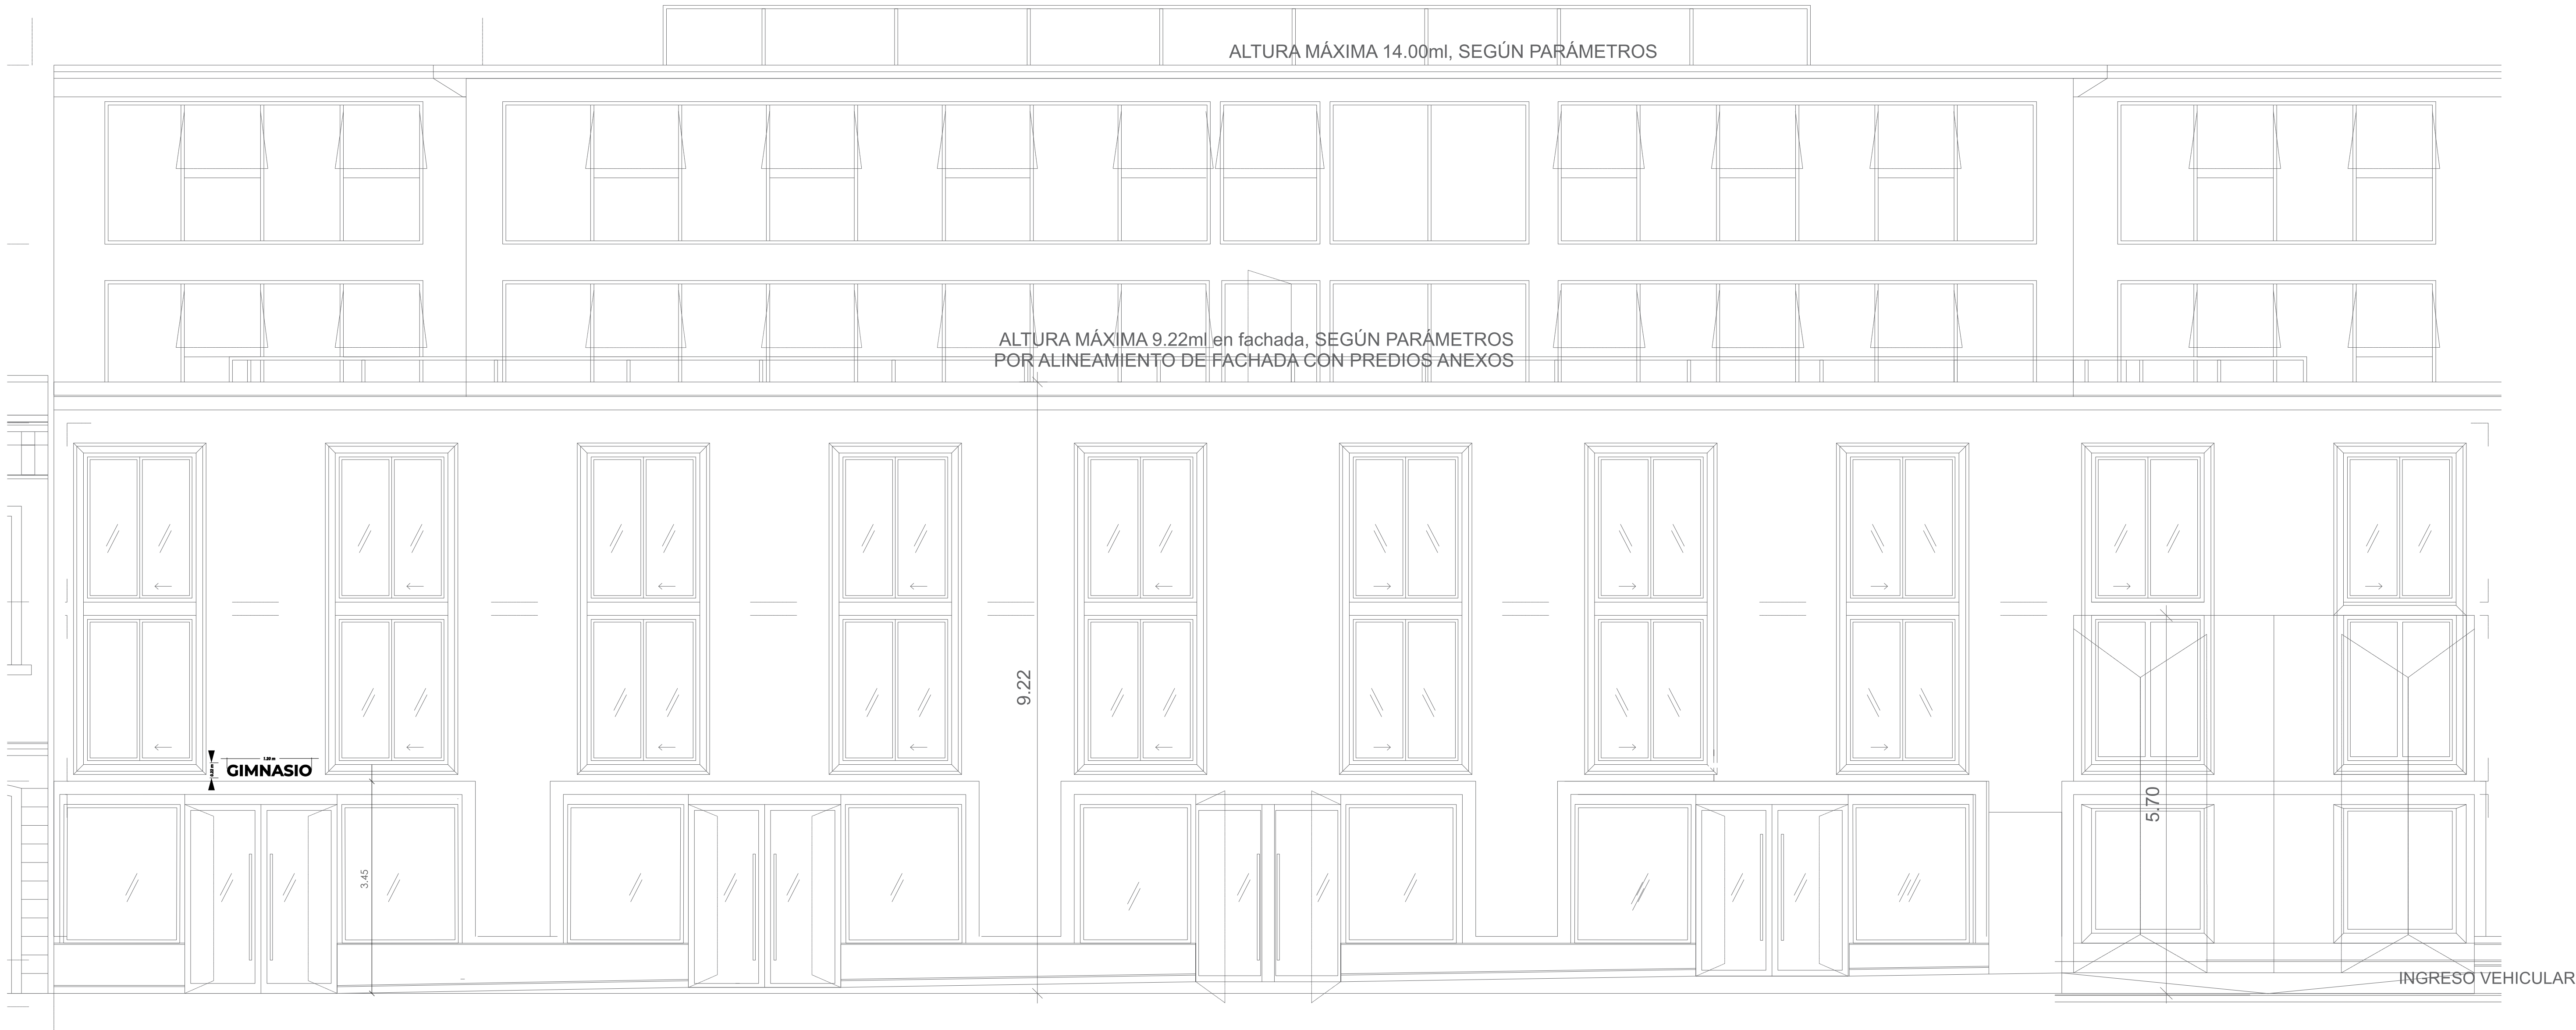 ALTURA MÁXIMA 14.00ml, SEGÚN PARÁMETROS
ALTURA MÁXIMA 9.22ml en fachada, SEGÚN PARÁMETROS
POR ALINEAMIENTO DE FACHADA CON PREDIOS ANEXOS
9.22
GIMNASIO
5.70
3.45
INGRESO VEHICULAR